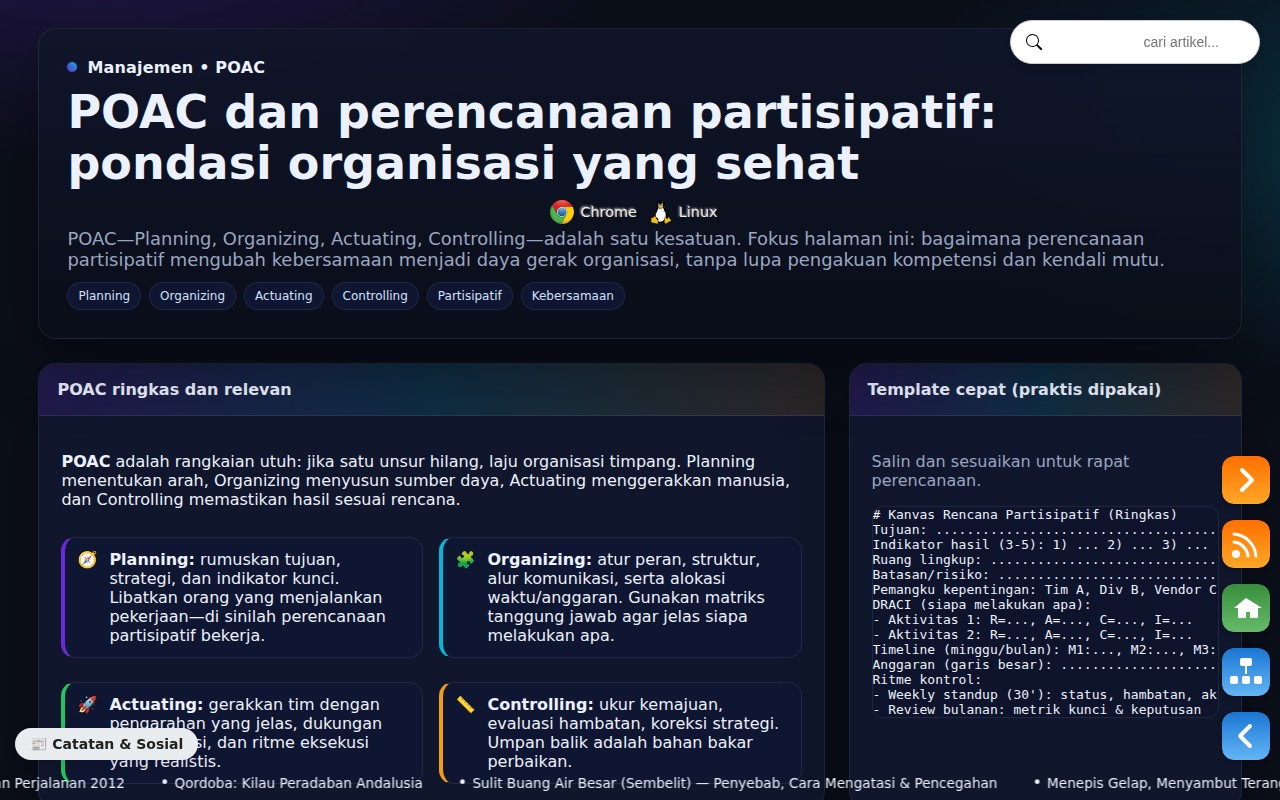 cari artikel...
Manajemen • POAC
POAC dan perencanaan partisipatif:
pondasi organisasi yang sehat
Chrome Linux
POAC—Planning, Organizing, Actuating, Controlling—adalah satu kesatuan. Fokus halaman ini: bagaimana perencanaan
partisipatif mengubah kebersamaan menjadi daya gerak organisasi, tanpa lupa pengakuan kompetensi dan kendali mutu.
Planning Organizing Actuating Controlling Partisipatif Kebersamaan
POAC ringkas dan relevan
POAC adalah rangkaian utuh: jika satu unsur hilang, laju organisasi timpang. Planning
menentukan arah, Organizing menyusun sumber daya, Actuating menggerakkan manusia,
dan Controlling memastikan hasil sesuai rencana.
Planning: rumuskan tujuan,
strategi, dan indikator kunci.
Libatkan orang yang menjalankan
pekerjaan—di sinilah perencanaan
partisipatif bekerja.
Organizing: atur peran, struktur,
alur komunikasi, serta alokasi
waktu/anggaran. Gunakan matriks
tanggung jawab agar jelas siapa
melakukan apa.
Actuating: gerakkan tim dengan
pengarahan yang jelas, dukungan
si, dan ritme eksekusi
yang realistis.
Controlling: ukur kemajuan,
evaluasi hambatan, koreksi strategi.
Umpan balik adalah bahan bakar
perbaikan.
Template cepat (praktis dipakai)
Salin dan sesuaikan untuk rapat
perencanaan.
# Kanvas Rencana Partisipatif (Ringkas)
Tujuan: ....................................
Indikator hasil (3-5): 1) ... 2) ... 3) ...
Ruang lingkup: .............................
Batasan/risiko: ............................
Pemangku kepentingan: Tim A, Div B, Vendor C
DRACI (siapa melakukan apa):
- Aktivitas 1: R=..., A=..., C=..., I=...
- Aktivitas 2: R=..., A=..., C=..., I=...
Timeline (minggu/bulan): M1:..., M2:..., M3:
Anggaran (garis besar): ....................
Ritme kontrol:
- Weekly standup (30'): status, hambatan, ak
- Review bulanan: metrik kunci & keputusan
📰 Catatan & Sosial
n Perjalanan 2012 • Qordoba: Kilau Peradaban Andalusia • Sulit Buang Air Besar (Sembelit) — Penyebab, Cara Mengatasi & Pencegahan • Menepis Gelap, Menyambut Teran